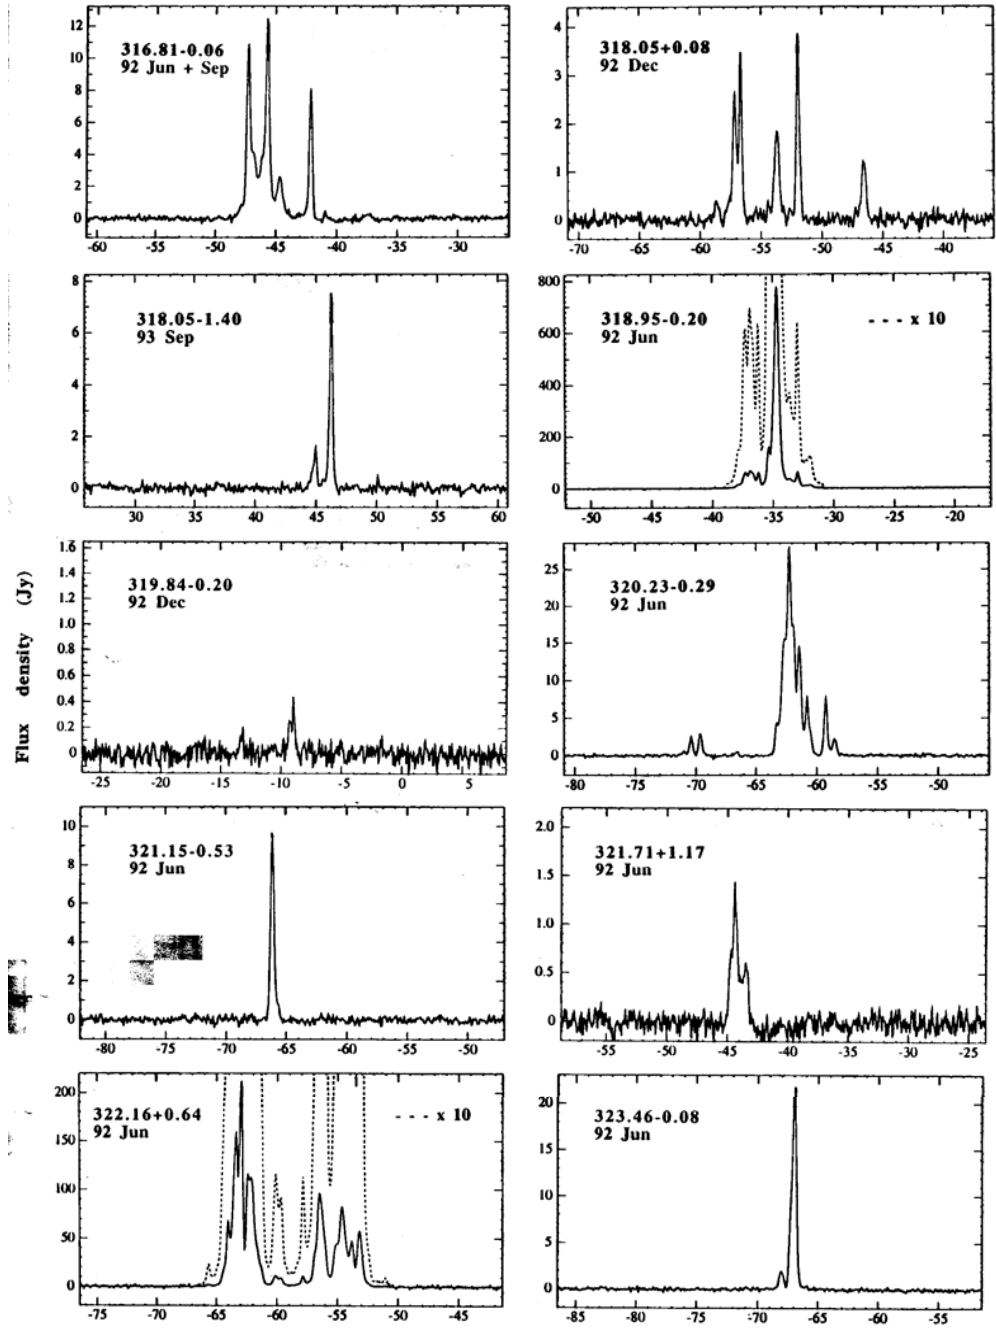 12
10
8
6
4
2
0
316.81-0.06
92 Jun + Sep
-60 -55 -50 -45 -40 -35 -30
4
3
2
1
0
318.05+0.08
92 Dec
-70 -65 -60 -55 -50 -45 -40
8
6
4
2
0
318.05-1.40
93 Sep
30 35 40 45 50 55 60
800
600
400
200
0
318.95-0.20
92 Jun
x 10
-50 -45 -40 -35 -30 -25 -20
Flux density (Jy)
1.6
1.4
1.2
1.0
0.8
0.6
0.4
0.2
0
319.84-0.20
92 Dec
-25 -20 -15 -10 -5 0 5
25
20
15
10
5
0
320.23-0.29
92 Jun
-80 -75 -70 -65 -60 -55 -50
10
8
6
4
2
0
321.15-0.53
92 Jun
-80 -75 -70 -65 -60 -55 -50
2.0
1.5
1.0
0.5
0
321.71+1.17
92 Jun
-55 -50 -45 -40 -35 -30 -25
200
150
100
50
0
322.16+0.64
92 Jun
x 10
-75 -70 -65 -60 -55 -50 -45
20
15
10
5
0
323.46-0.08
92 Jun
-85 -80 -75 -70 -65 -60 -55